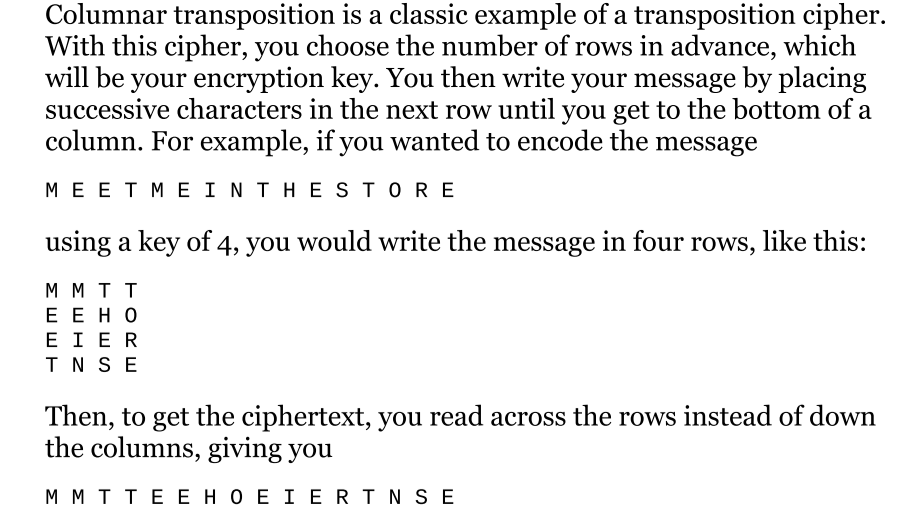 Columnar transposition is a classic example of a transposition cipher.
With this cipher, you choose the number of rows in advance, which
will be your encryption key. You then write your message by placing
successive characters in the next row until you get to the bottom of a
column. For example, if you wanted to encode the message
M E E T M E I N T H E S T O R E
using a key of 4, you would write the message in four rows, like this:
M M T T
E E H O
E I E R
T N S E
Then, to get the ciphertext, you read across the rows instead of down
the columns, giving you
M M T T E E H O E I E R T N S E